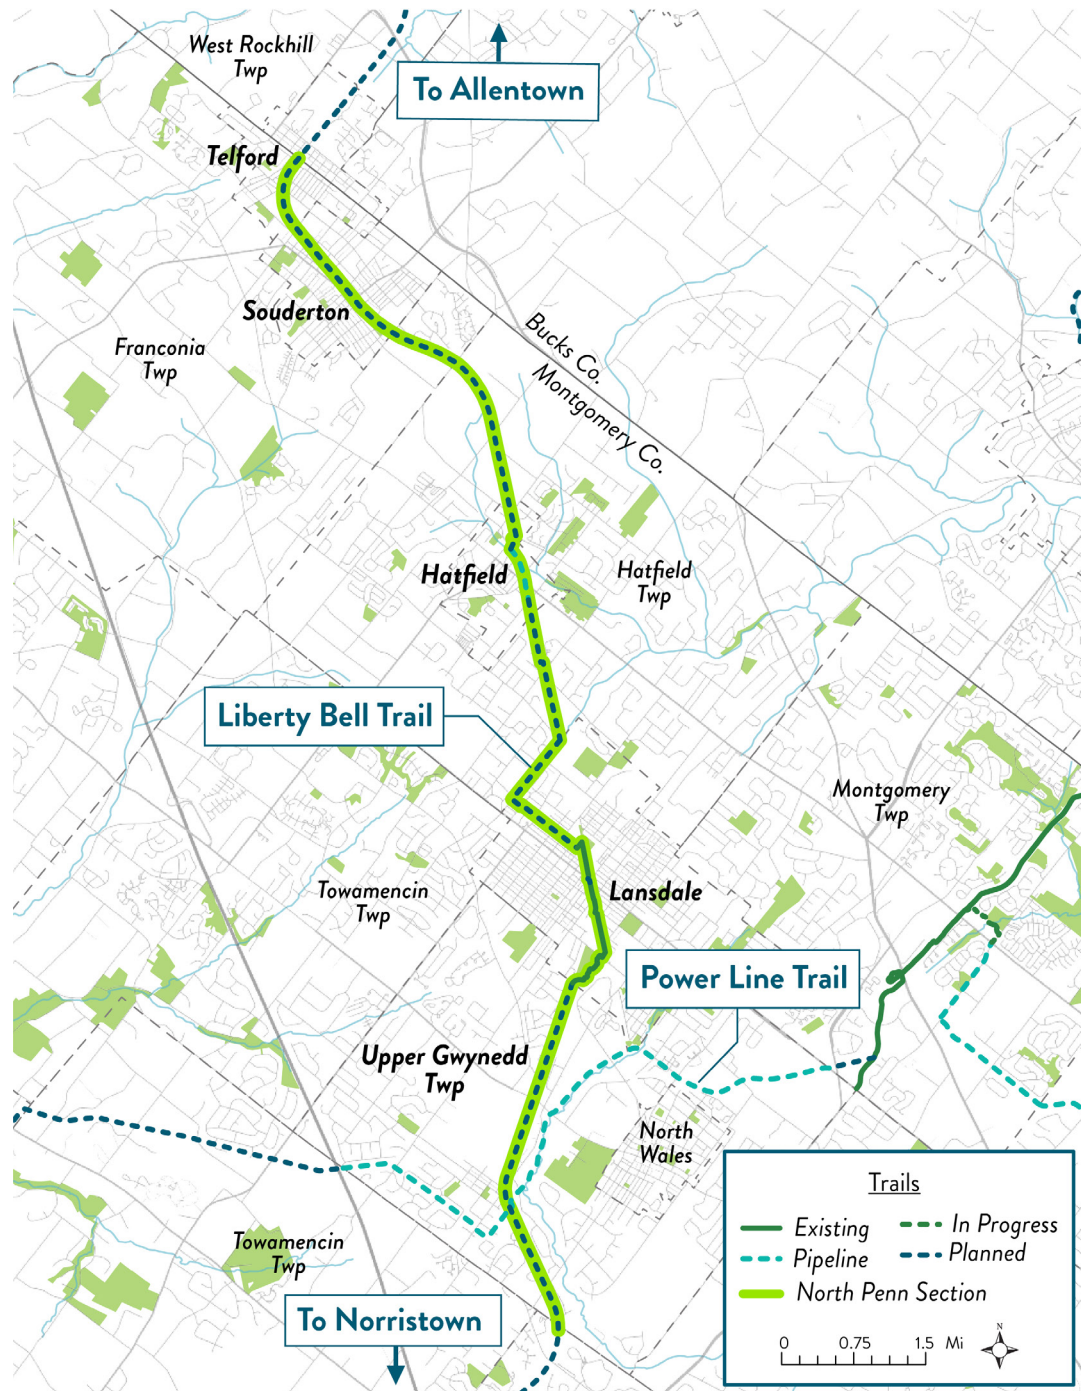 West Rockhill
Twp
To Allentown
Telford
Souderton
Bucks Co.
Franconia
Twp
Montgomery Co.
Hatfield
Hatfield
Twp
Liberty Bell Trail
Montgomery
Twp
Towamencin
Twp
Lansdale
Power Line Trail
Upper Gwynedd
Twp
North
Wales
Towamencin
Twp
To Norristown
Trails
Existing
In Progress
Pipeline
Planned
North Penn Section
0 0.75 1.5 Mi
N